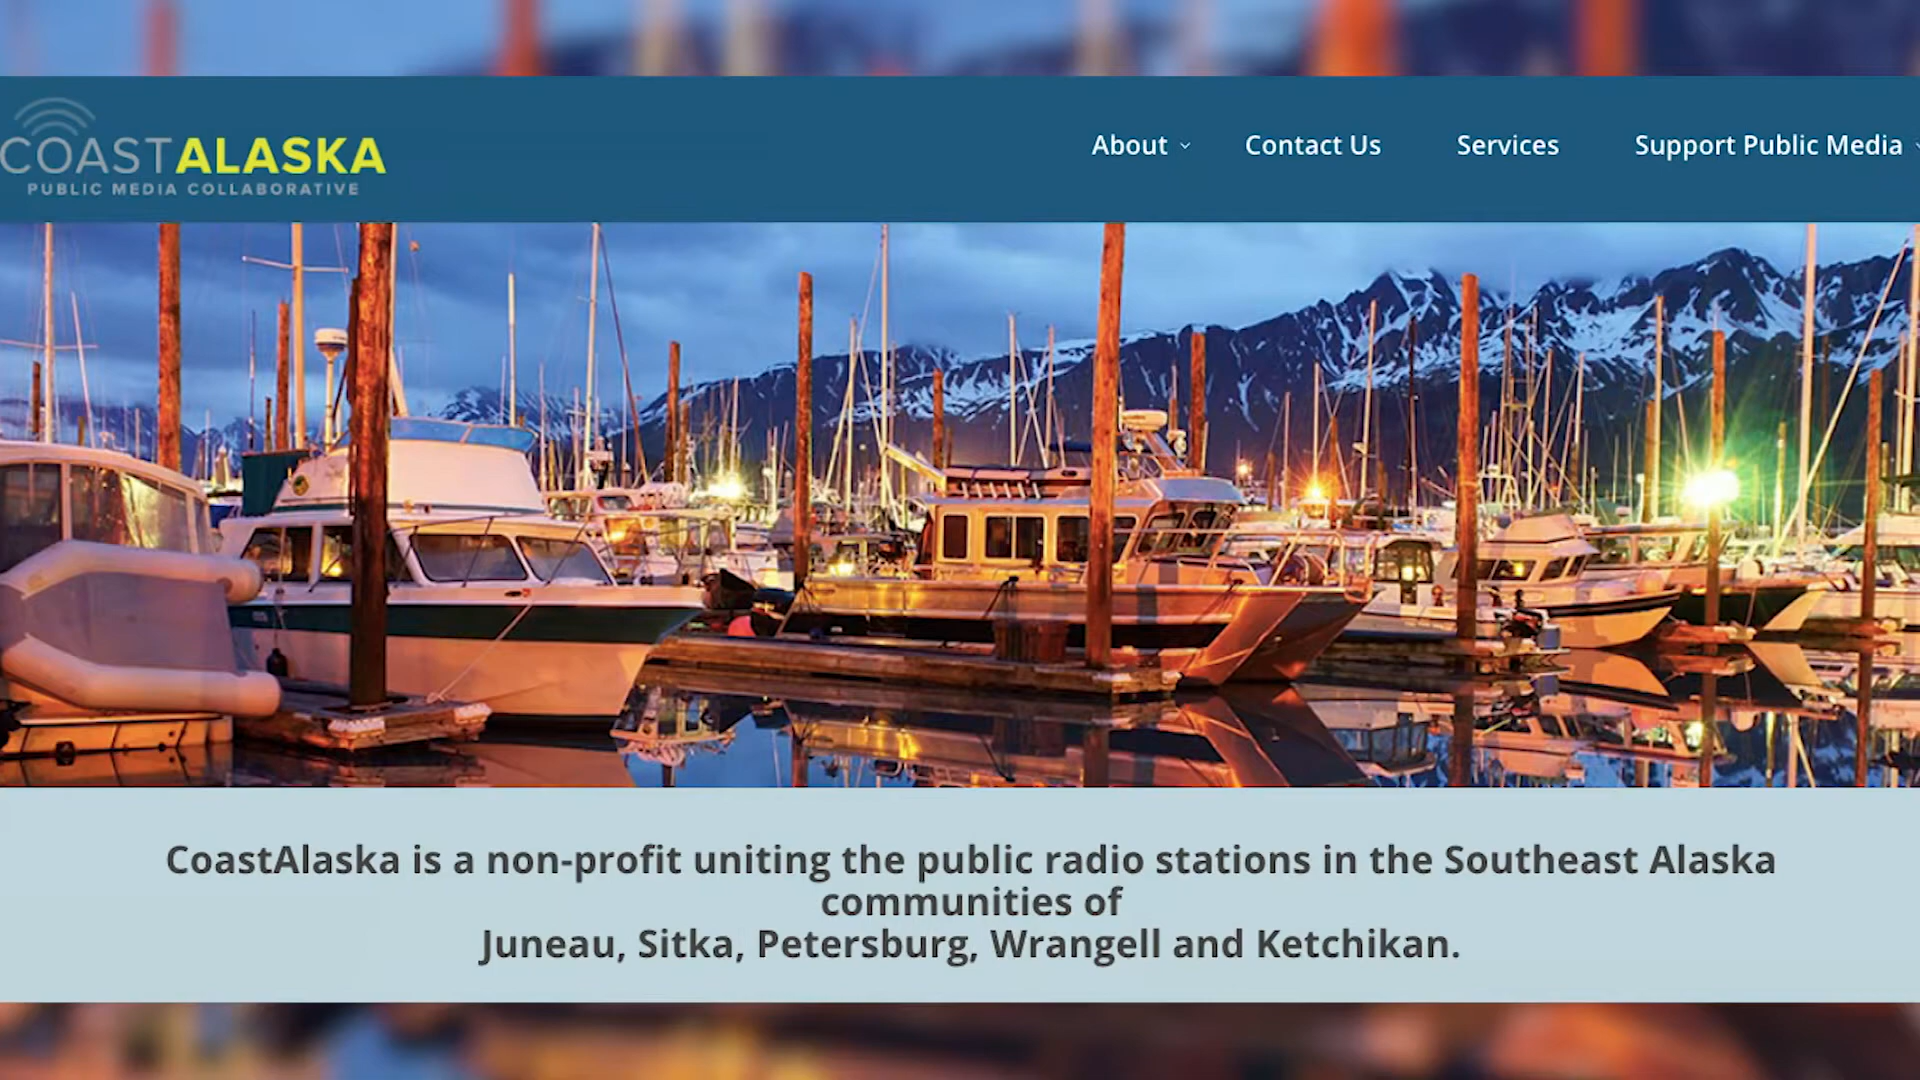 COASTALASKA
PUBLIC MEDIA COLLABORATIVE
About
Contact Us
Services
Support Public Media
CoastAlaska is a non-profit uniting the public radio stations in the Southeast Alaska
communities of
Juneau, Sitka, Petersburg, Wrangell and Ketchikan.